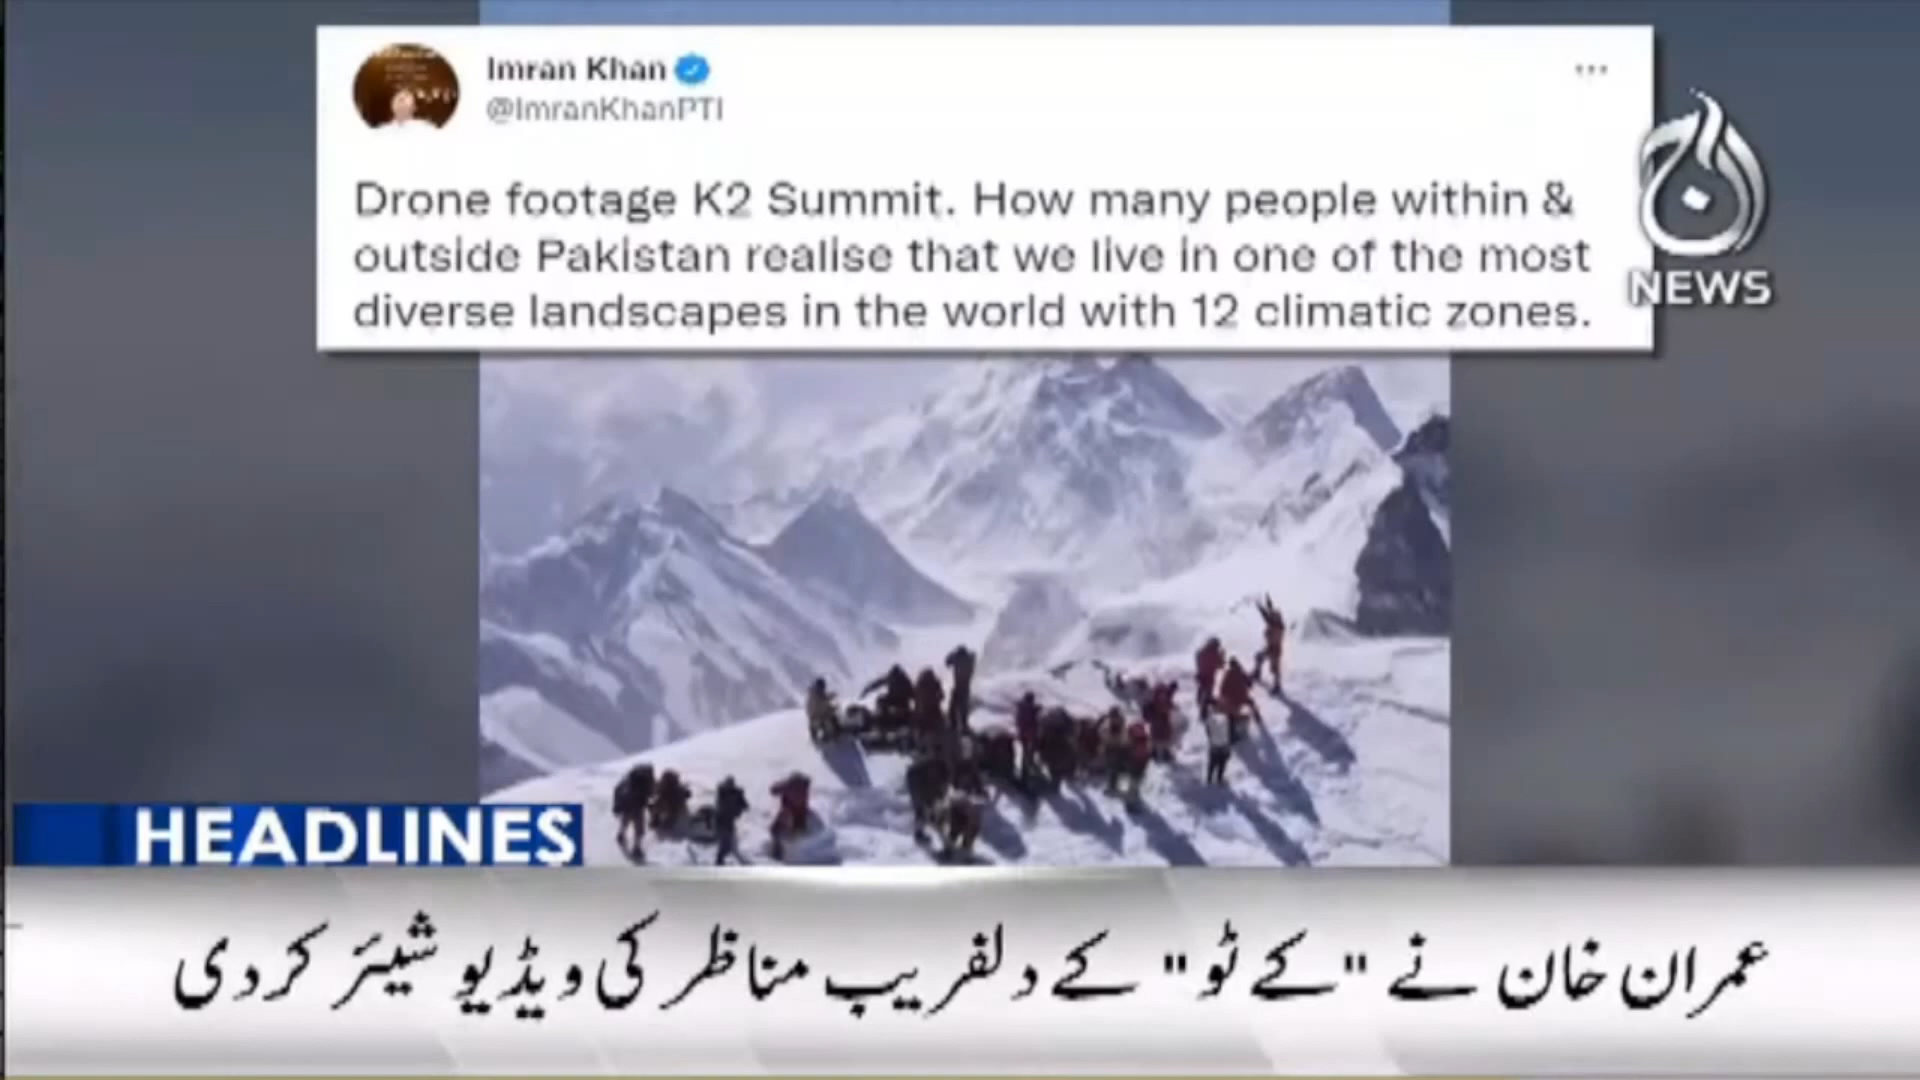 Imran Khan
@ImranKhanPTI
Drone footage K2 Summit. How many people within &
outside Pakistan realise that we live in one of the most
diverse landscapes in the world with 12 climatic zones.
آج
NEWS
HEADLINES
عمران خان نے "کے ٹو" کے دلفریب مناظر کی ویڈیو شیئر کردی